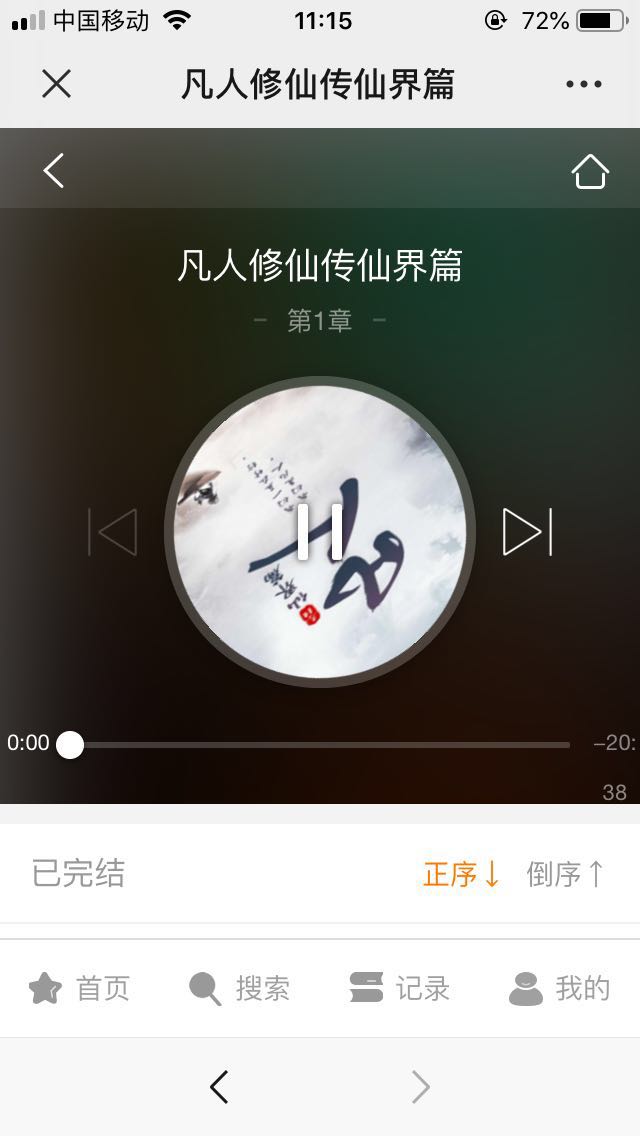 中国移动 11:15 72%
凡人修仙传仙界篇
凡人修仙传仙界篇
– 第1章 –
0:00 –20:
38
已完结 正序↓ 倒序↑
首页 搜索 记录 我的